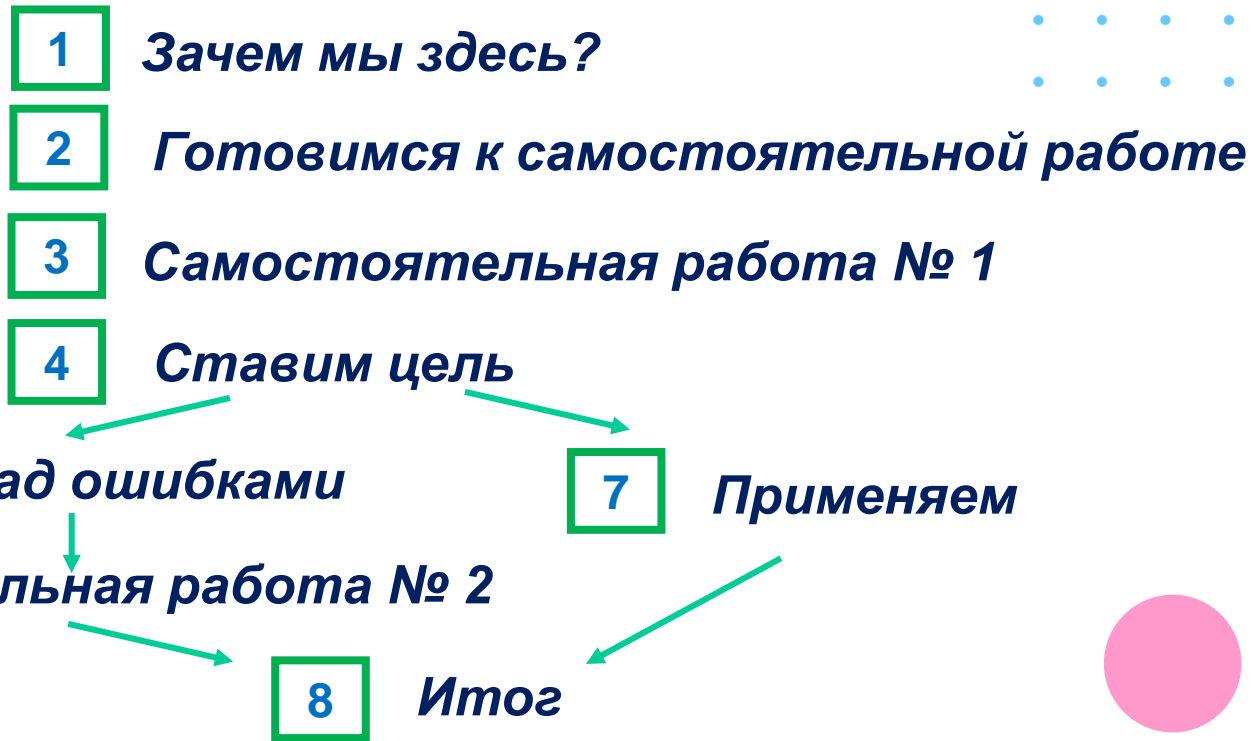 1 Зачем мы здесь?
2 Готовимся к самостоятельной работе
3 Самостоятельная работа № 1
4 Ставим цель
ад ошибками
7 Применяем
льная работа № 2
8 Итог